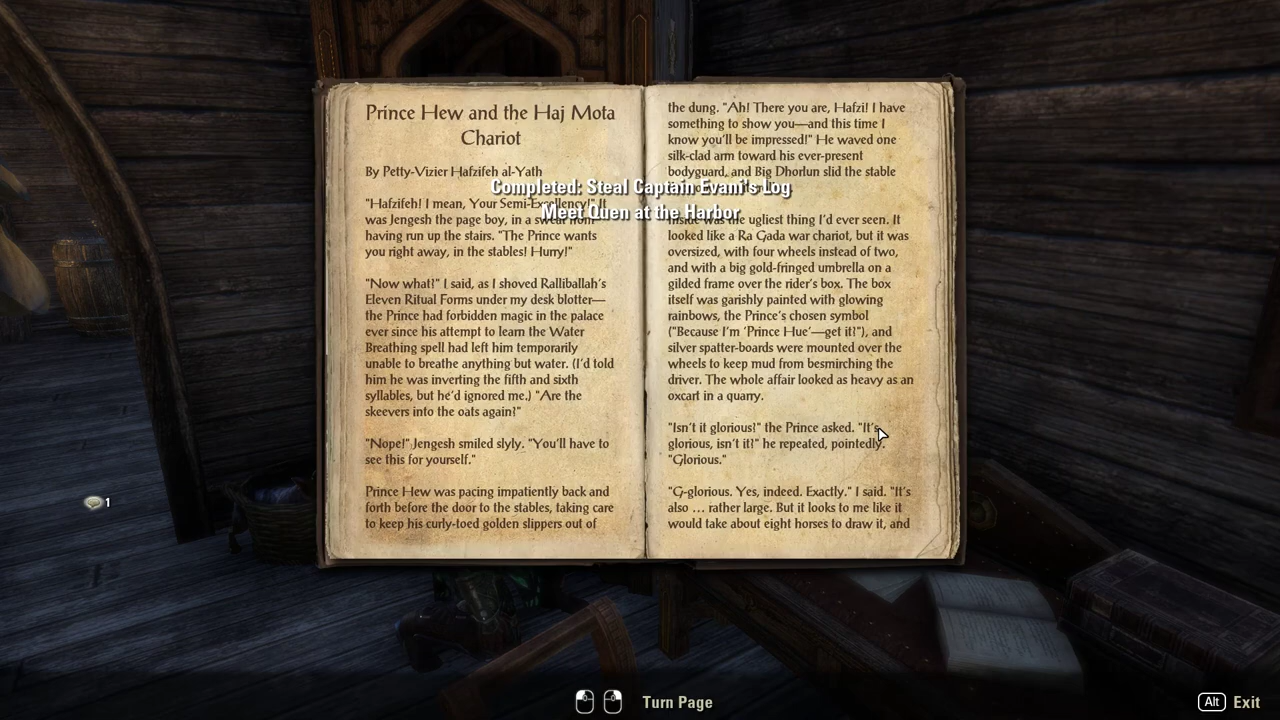 Prince Hew and the Haj Mota
Chariot
By Petty-Vizier Hafzifeh al-Yath
"Hafzifeh! I mean, Your Semi-Excellency!" It
was Jengesh the page boy, in a sweat from
having run up the stairs. "The Prince wants
you right away, in the stables! Hurry!"
"Now what?" I said, as I shoved Ralliballah's
Eleven Ritual Forms under my desk blotter—
the Prince had forbidden magic in the palace
ever since his attempt to learn the Water
Breathing spell had left him temporarily
unable to breathe anything but water. (I'd told
him he was inverting the fifth and sixth
syllables, but he'd ignored me.) "Are the
skeevers into the oats again?"
"Nope!" Jengesh smiled slyly. "You'll have to
see this for yourself."
Prince Hew was pacing impatiently back and
forth before the door to the stables, taking care
to keep his curly-toed golden slippers out of
the dung. "Ah! There you are, Hafzi! I have
something to show you—and this time I
know you'll be impressed!" He waved one
silk-clad arm toward his ever-present
bodyguard, and Big Dhorlun slid the stable
Inside was the ugliest thing I'd ever seen. It
looked like a Ra Gada war chariot, but it was
oversized, with four wheels instead of two,
and with a big gold-fringed umbrella on a
gilded frame over the rider's box. The box
itself was garishly painted with glowing
rainbows, the Prince's chosen symbol
("Because I'm 'Prince Hue'—get it?"), and
silver spatter-boards were mounted over the
wheels to keep mud from besmirching the
driver. The whole affair looked as heavy as an
oxcart in a quarry.
"Isn't it glorious!" the Prince asked. "It's
glorious, isn't it?" he repeated, pointedly.
"Glorious."
"G-glorious. Yes, indeed. Exactly." I said. "It's
also … rather large. But it looks to me like it
would take about eight horses to draw it, and
Completed: Steal Captain Evani's Log
Meet Quen at the Harbor
1
Turn Page
Alt Exit